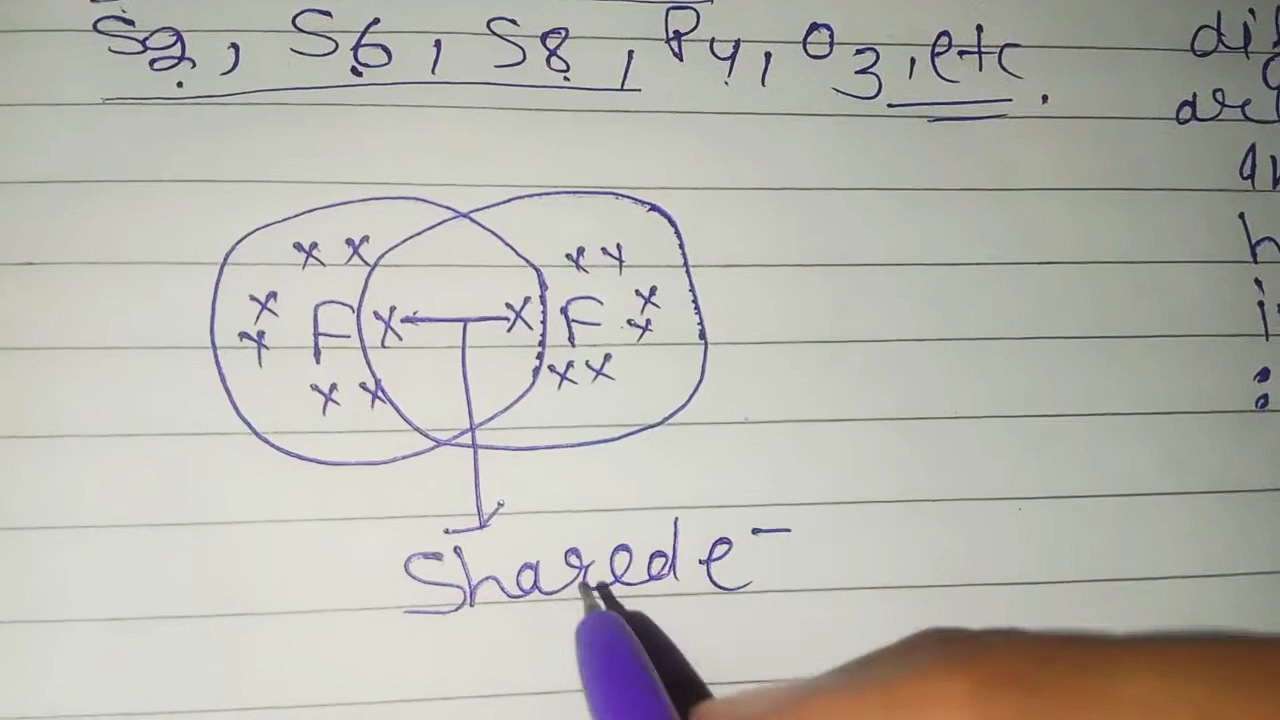 S2, S6, S8, P4, O3, etc.
x x x x
x F x x F x
x x
x x x x
Shared e⁻